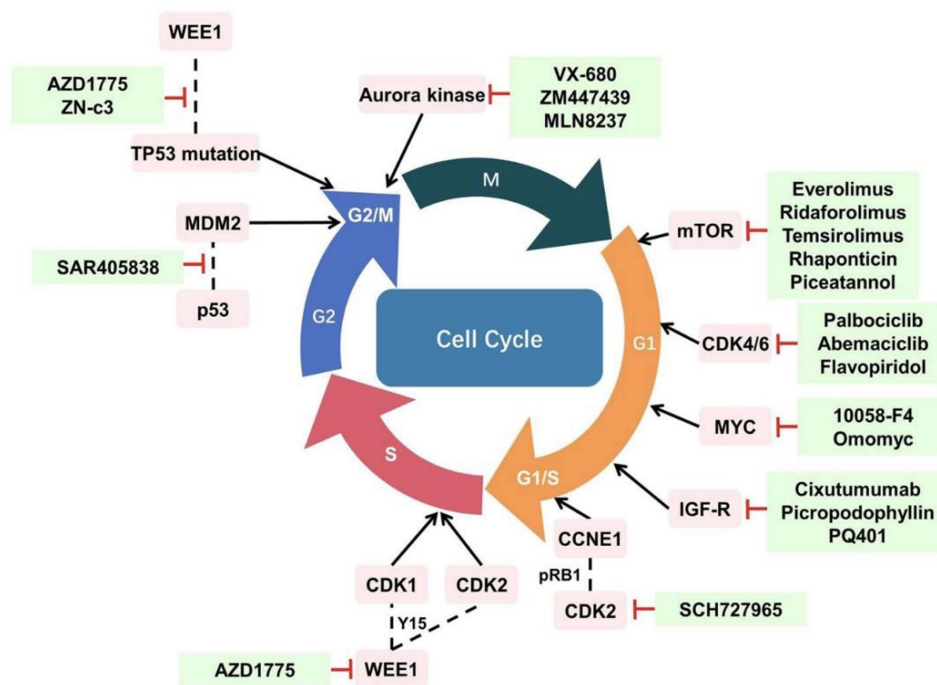 WEE1
AZD1775
ZN-c3
TP53 mutation
Aurora kinase
VX-680
ZM447439
MLN8237
M
G2/M
MDM2
SAR405838
p53
G2
mTOR
Everolimus
Ridaforolimus
Temsirolimus
Rhaponticin
Piceatannol
Cell Cycle
G1
CDK4/6
Palbociclib
Abemaciclib
Flavopiridol
MYC
10058-F4
Omomyc
S
G1/S
IGF-R
Cixutumumab
Picropodophyllin
PQ401
CCNE1
pRB1
CDK2
SCH727965
CDK1
CDK2
Y15
WEE1
AZD1775